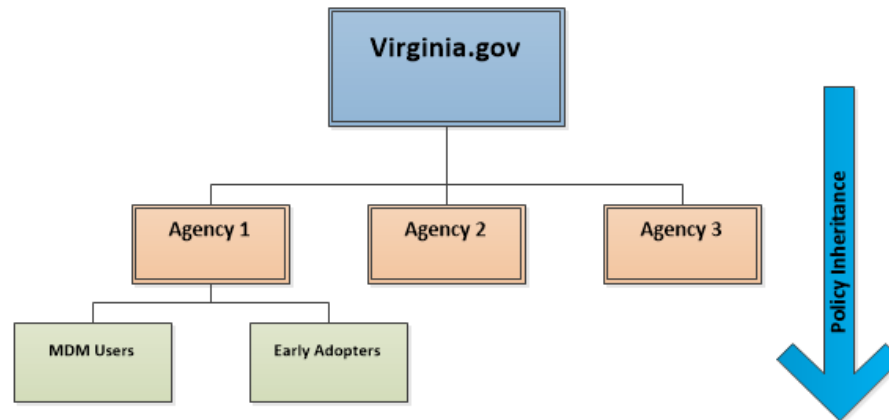 Virginia.gov
Agency 1
Agency 2
Agency 3
MDM Users
Early Adopters
Policy Inheritance